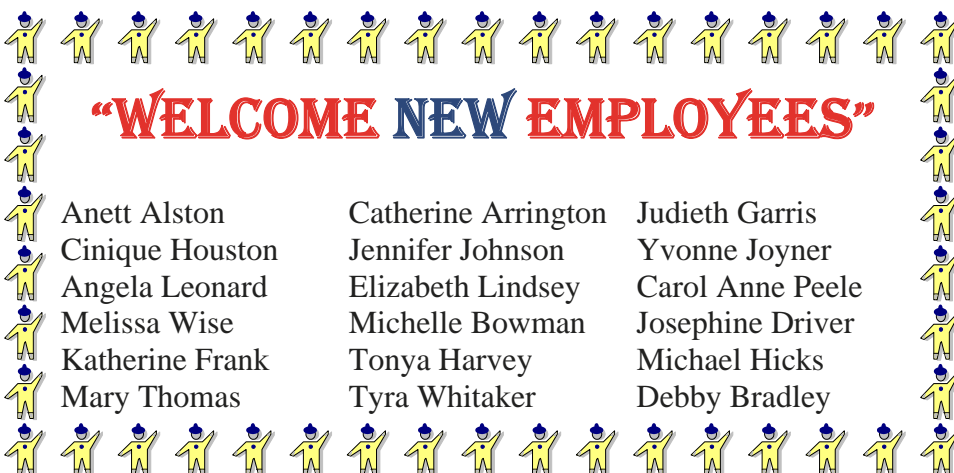 “WELCOME NEW EMPLOYEES”
Anett Alston Catherine Arrington Judieth Garris
Cinique Houston Jennifer Johnson Yvonne Joyner
Angela Leonard Elizabeth Lindsey Carol Anne Peele
Melissa Wise Michelle Bowman Josephine Driver
Katherine Frank Tonya Harvey Michael Hicks
Mary Thomas Tyra Whitaker Debby Bradley